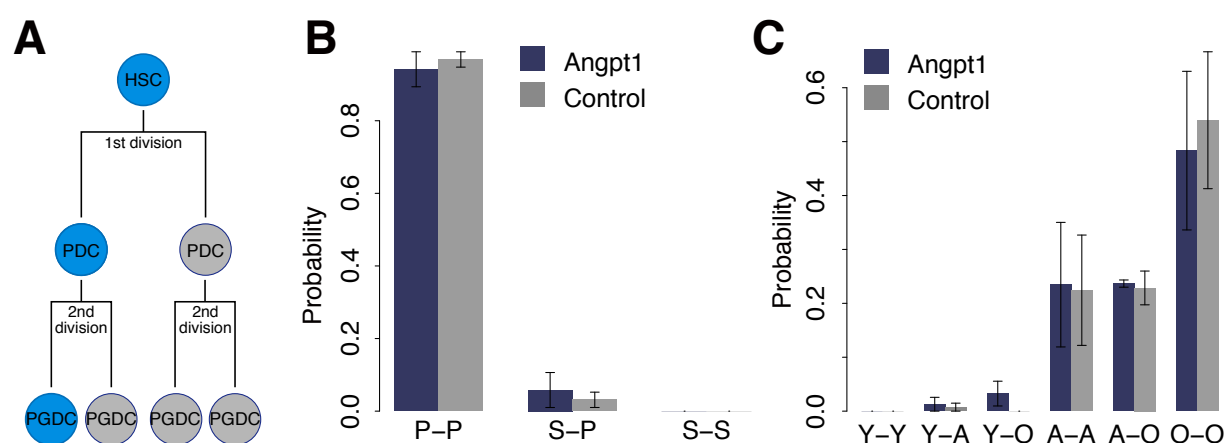 A
HSC
1st division
PDC
PDC
2nd
division
2nd
division
PGDC
PGDC
PGDC
PGDC
B
Angpt1
Control
Probability
0.8
0.6
0.4
0.2
0.0
P–P
S–P
S–S
C
Angpt1
Control
Probability
0.6
0.4
0.2
0.0
Y–Y
Y–A
Y–O
A–A
A–O
O–O